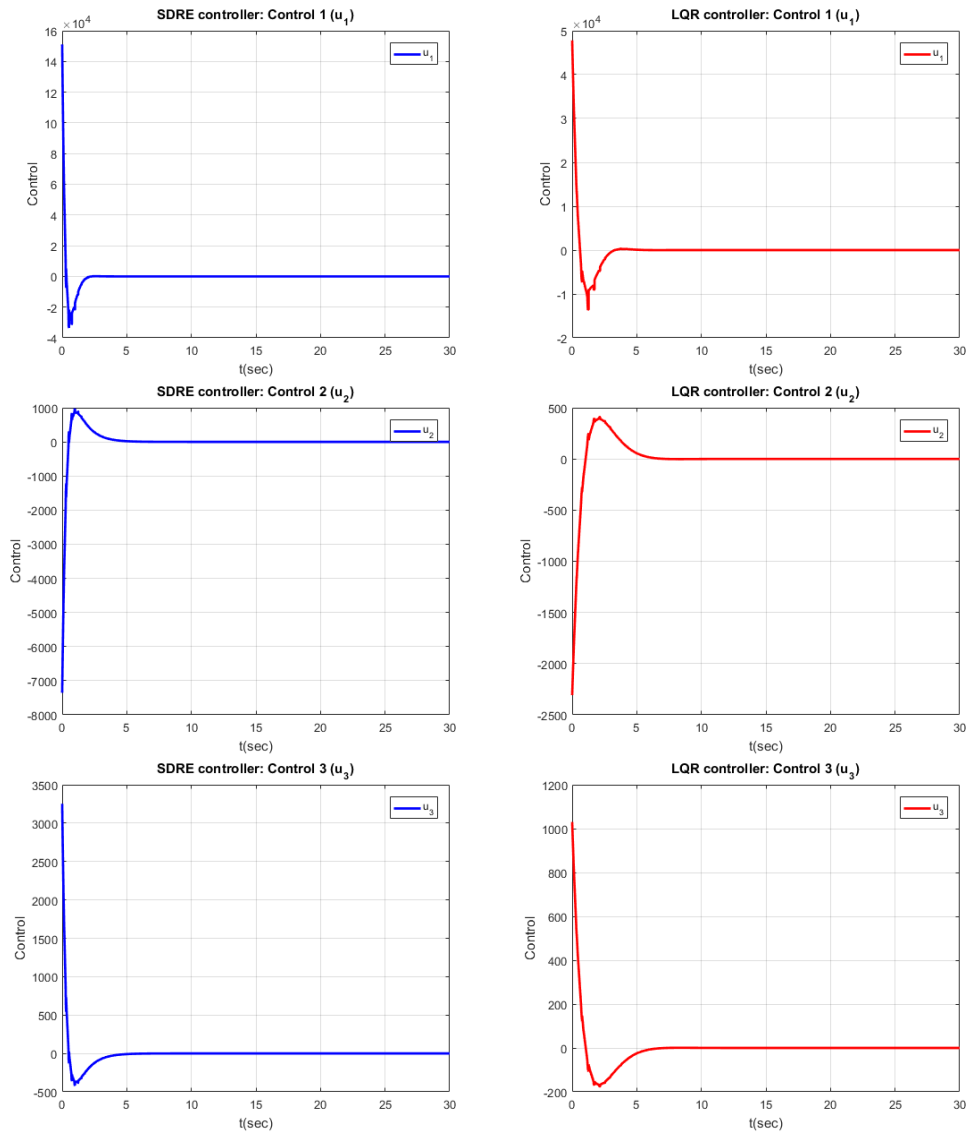 SDRE controller: Control 1 (u1)
×10^4
u1
16
14
12
10
8
6
4
2
0
-2
-4
Control
0 5 10 15 20 25 30
t(sec)
LQR controller: Control 1 (u1)
×10^4
u1
5
4
3
2
1
0
-1
-2
Control
0 5 10 15 20 25 30
t(sec)
SDRE controller: Control 2 (u2)
u2
1000
0
-1000
-2000
-3000
-4000
-5000
-6000
-7000
-8000
Control
0 5 10 15 20 25 30
t(sec)
LQR controller: Control 2 (u2)
u2
500
0
-500
-1000
-1500
-2000
-2500
Control
0 5 10 15 20 25 30
t(sec)
SDRE controller: Control 3 (u3)
u3
3500
3000
2500
2000
1500
1000
500
0
-500
Control
0 5 10 15 20 25 30
t(sec)
LQR controller: Control 3 (u3)
u3
1200
1000
800
600
400
200
0
-200
Control
0 5 10 15 20 25 30
t(sec)